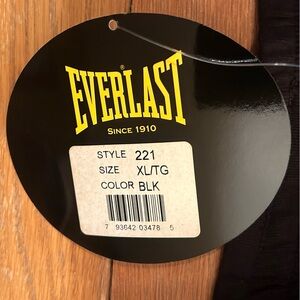 EVERLAST®
SINCE 1910
STYLE 221
SIZE XL/TG
COLOR BLK
7 93642 03478 5